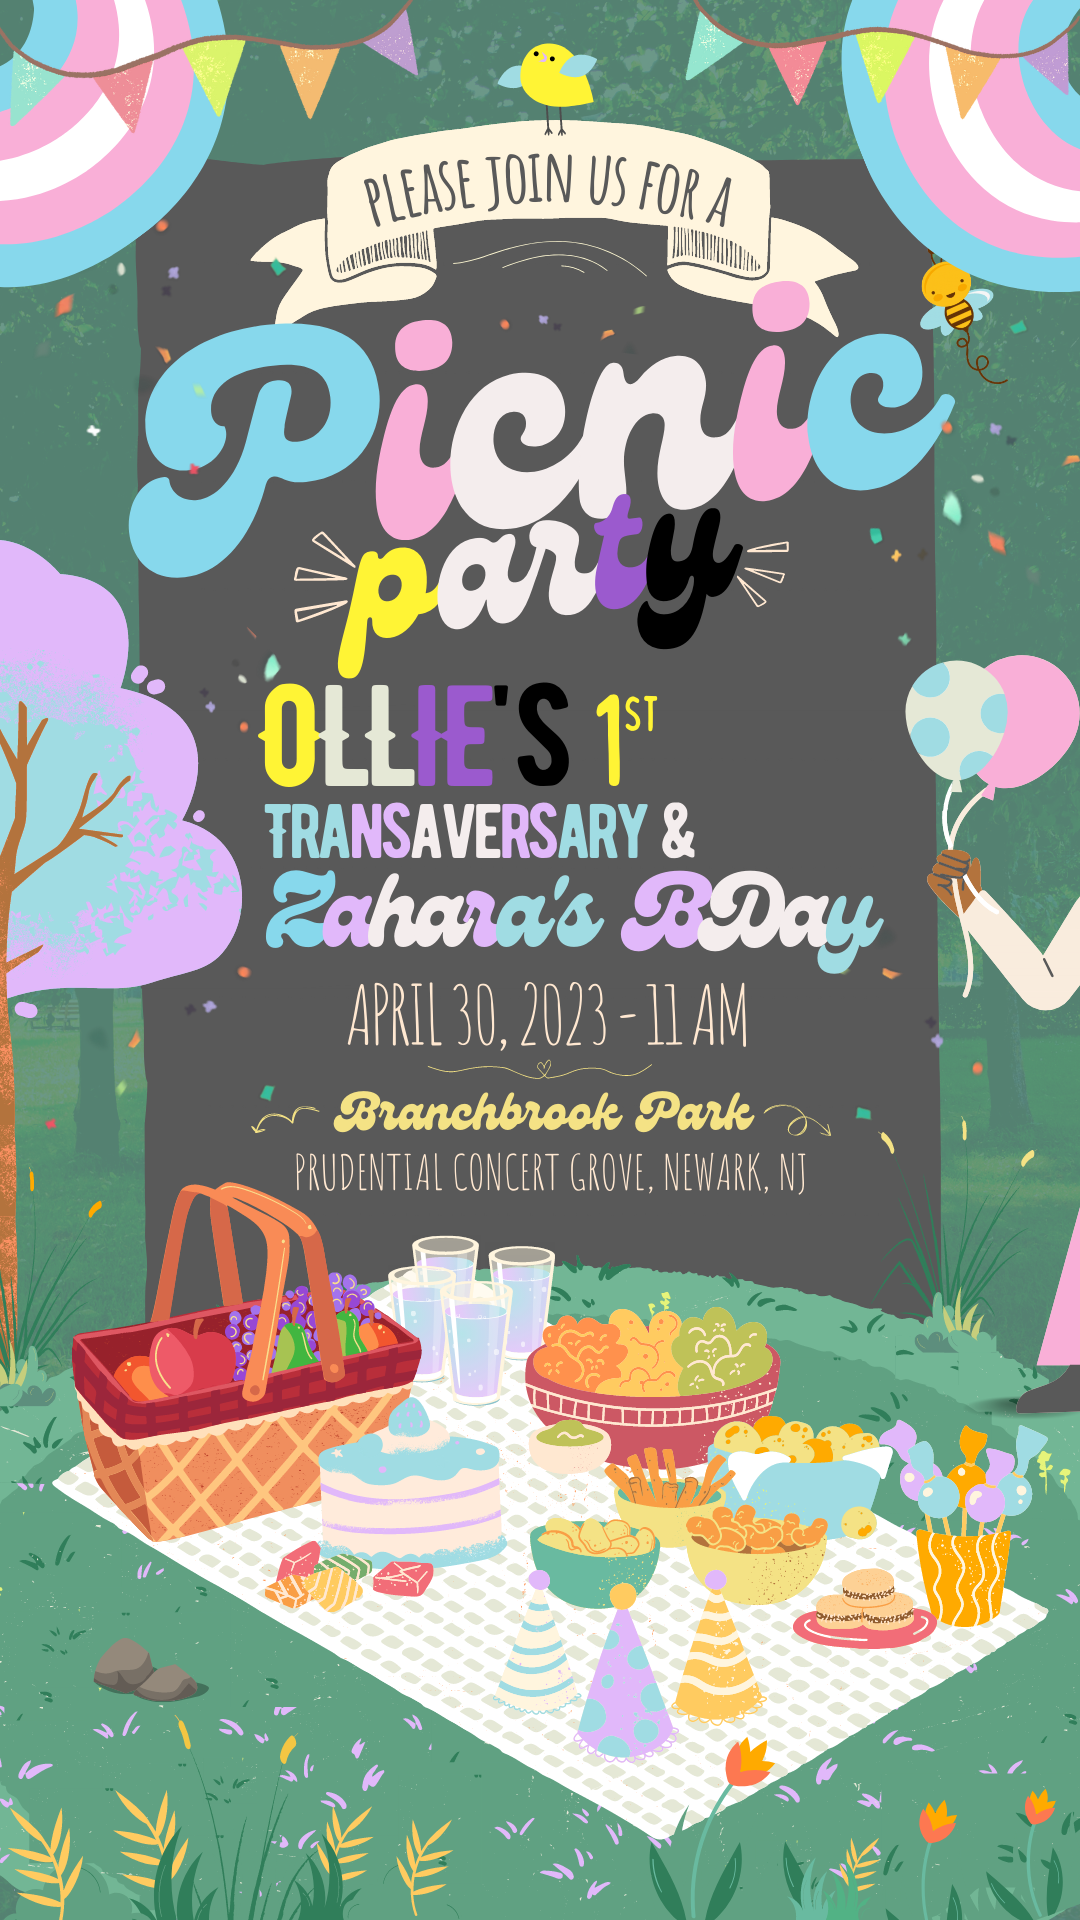 PLEASE JOIN US FOR A
Picnic
party
OLLIE'S 1ST
TRANSAVERSARY &
Zahara's BDay
APRIL 30, 2023 - 11 AM
Branchbrook Park
PRUDENTIAL CONCERT GROVE, NEWARK, NJ